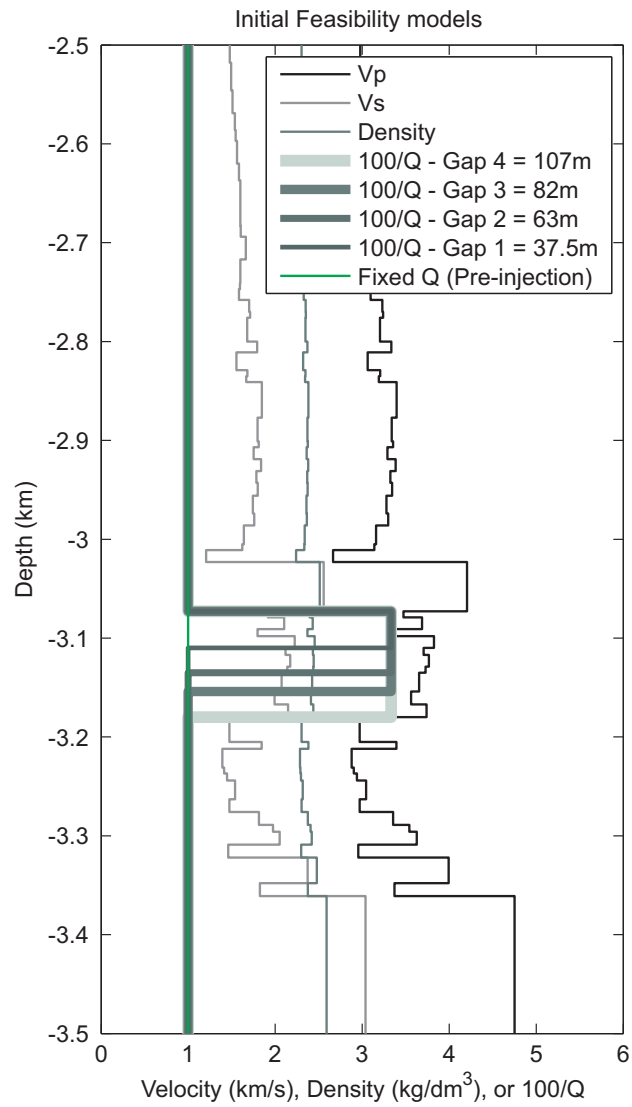 Initial Feasibility models
-2.5
-2.6
-2.7
-2.8
-2.9
-3
-3.1
-3.2
-3.3
-3.4
-3.5
Depth (km)
Vp
Vs
Density
100/Q - Gap 4 = 107m
100/Q - Gap 3 = 82m
100/Q - Gap 2 = 63m
100/Q - Gap 1 = 37.5m
Fixed Q (Pre-injection)
0 1 2 3 4 5 6
Velocity (km/s), Density (kg/dm³), or 100/Q